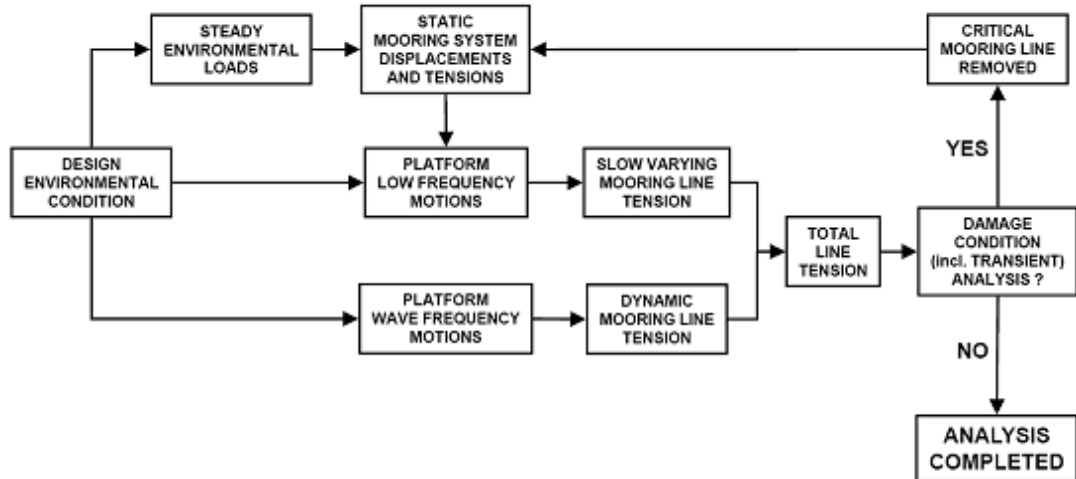 STEADY
ENVIRONMENTAL
LOADS
STATIC
MOORING SYSTEM
DISPLACEMENTS
AND TENSIONS
CRITICAL
MOORING LINE
REMOVED
YES
DESIGN
ENVIRONMENTAL
CONDITION
PLATFORM
LOW FREQUENCY
MOTIONS
SLOW VARYING
MOORING LINE
TENSION
TOTAL
LINE
TENSION
DAMAGE
CONDITION
(incl. TRANSIENT)
ANALYSIS ?
PLATFORM
WAVE FREQUENCY
MOTIONS
DYNAMIC
MOORING LINE
TENSION
NO
ANALYSIS
COMPLETED